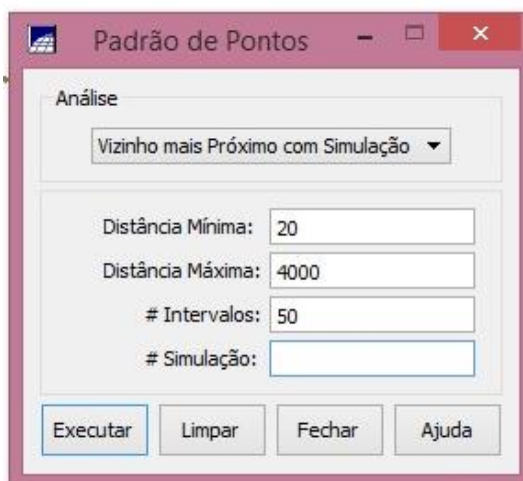 Padrão de Pontos
Análise
Vizinho mais Próximo com Simulação
Distância Mínima: 20
Distância Máxima: 4000
# Intervalos: 50
# Simulação:
Executar Limpar Fechar Ajuda